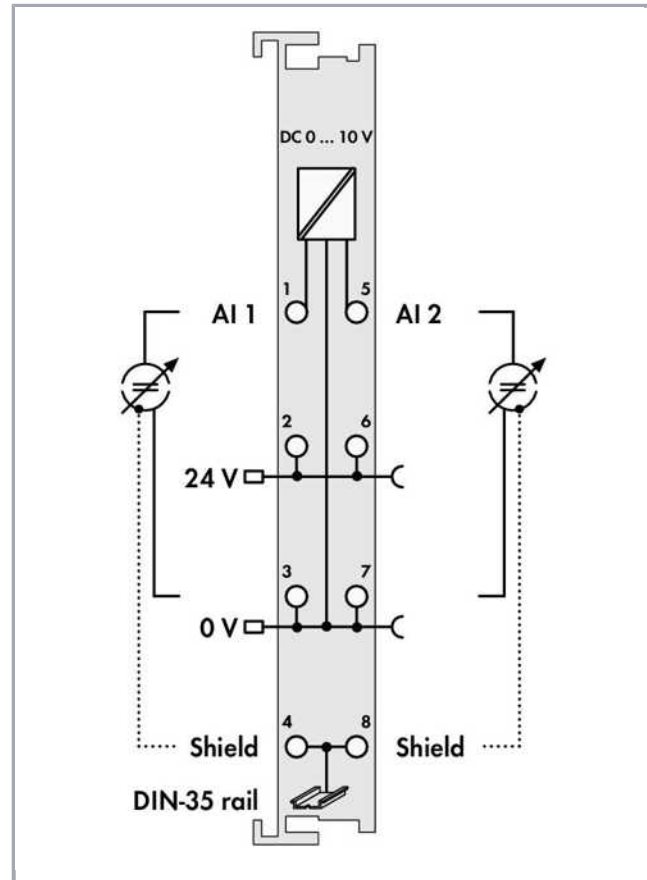 DC 0 ... 10 V
1 5
AI 1 AI 2
2 6
24 V
3 7
0 V
4 8
Shield Shield
DIN-35 rail